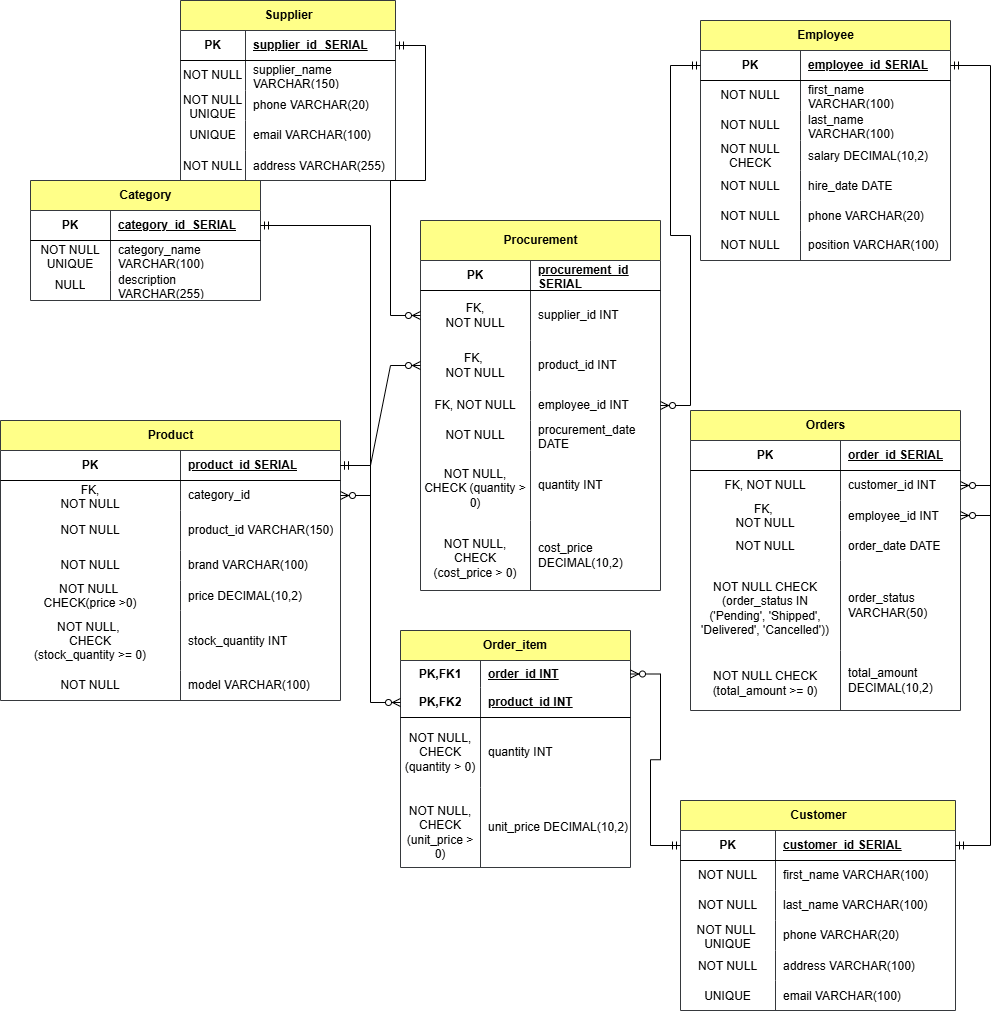 Supplier
PK
supplier_id SERIAL
NOT NULL
supplier_name
VARCHAR(150)
NOT NULL
UNIQUE
phone VARCHAR(20)
UNIQUE
email VARCHAR(100)
NOT NULL
address VARCHAR(255)
Category
PK
category_id SERIAL
NOT NULL
UNIQUE
category_name
VARCHAR(100)
NULL
description
VARCHAR(255)
Employee
PK
employee_id SERIAL
NOT NULL
first_name
VARCHAR(100)
NOT NULL
last_name
VARCHAR(100)
NOT NULL
CHECK
salary DECIMAL(10,2)
NOT NULL
hire_date DATE
NOT NULL
phone VARCHAR(20)
NOT NULL
position VARCHAR(100)
Procurement
PK
procurement_id
SERIAL
FK,
NOT NULL
supplier_id INT
FK,
NOT NULL
product_id INT
FK, NOT NULL
employee_id INT
NOT NULL
procurement_date
DATE
NOT NULL,
CHECK (quantity >
0)
quantity INT
NOT NULL,
CHECK
(cost_price > 0)
cost_price
DECIMAL(10,2)
Product
PK
product_id SERIAL
FK,
NOT NULL
category_id
NOT NULL
product_id VARCHAR(150)
NOT NULL
brand VARCHAR(100)
NOT NULL
CHECK(price >0)
price DECIMAL(10,2)
NOT NULL,
CHECK
(stock_quantity >= 0)
stock_quantity INT
NOT NULL
model VARCHAR(100)
Orders
PK
order_id SERIAL
FK, NOT NULL
customer_id INT
FK,
NOT NULL
employee_id INT
NOT NULL
order_date DATE
NOT NULL CHECK
(order_status IN
('Pending', 'Shipped',
'Delivered', 'Cancelled'))
order_status
VARCHAR(50)
NOT NULL CHECK
(total_amount >= 0)
total_amount
DECIMAL(10,2)
Order_item
PK,FK1
order_id INT
PK,FK2
product_id INT
NOT NULL,
CHECK
(quantity > 0)
quantity INT
NOT NULL,
CHECK
(unit_price >
0)
unit_price DECIMAL(10,2)
Customer
PK
customer_id SERIAL
NOT NULL
first_name VARCHAR(100)
NOT NULL
last_name VARCHAR(100)
NOT NULL
UNIQUE
phone VARCHAR(20)
NOT NULL
address VARCHAR(100)
UNIQUE
email VARCHAR(100)